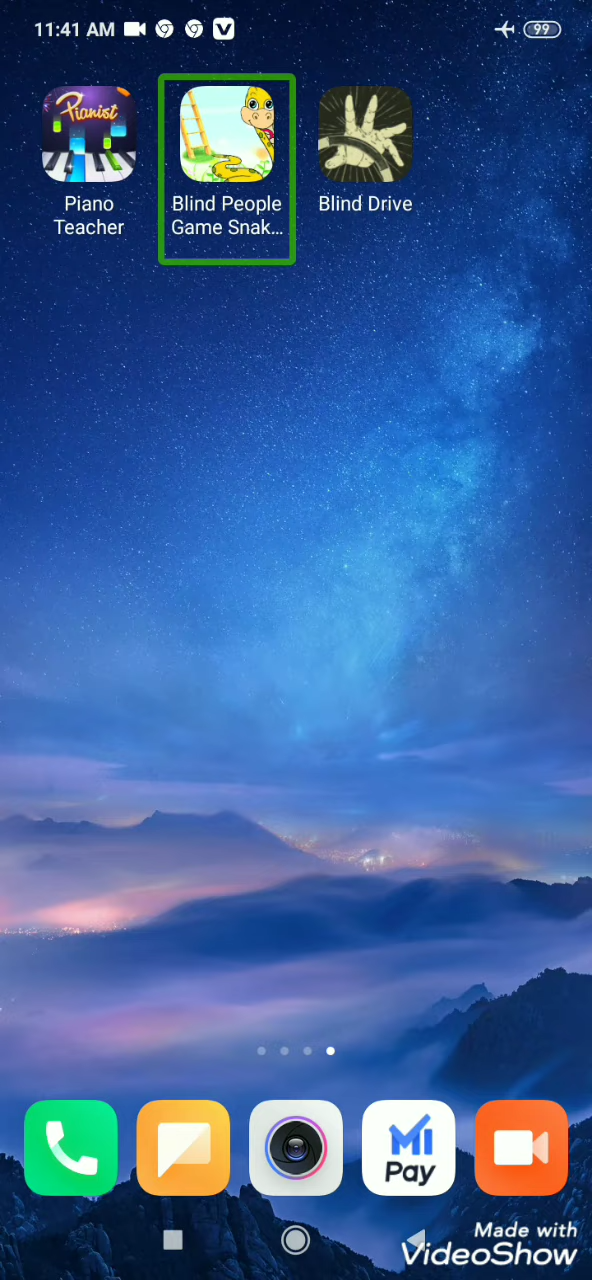 11:41 AM
99
Pianist
Piano
Teacher
Blind People
Game Snak...
Blind Drive
Mi
Pay
Made with
VideoShow